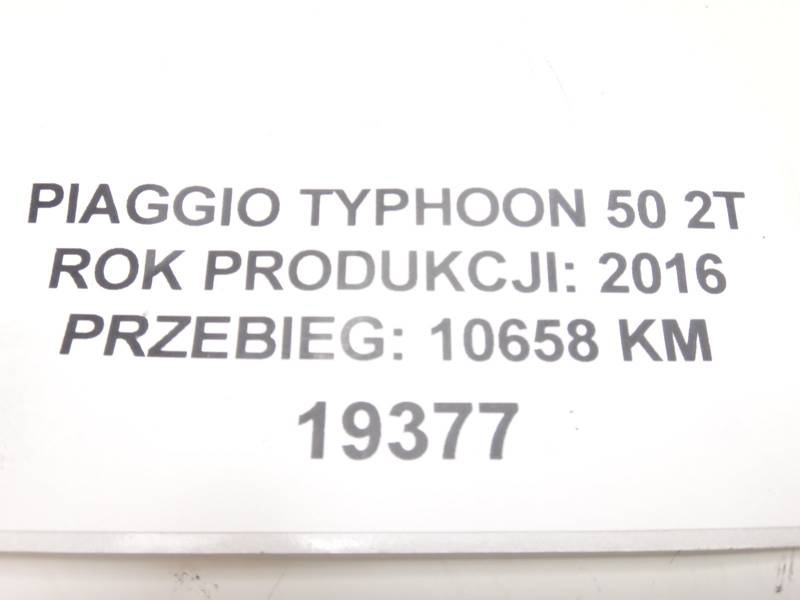 PIAGGIO TYPHOON 50 2T
ROK PRODUKCJI: 2016
PRZEBIEG: 10658 KM
19377